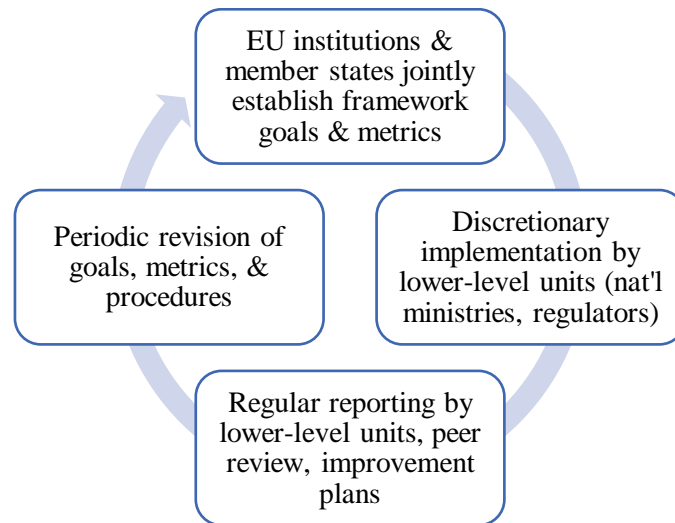 EU institutions &
member states jointly
establish framework
goals & metrics
Discretionary
implementation by
lower-level units (nat'l
ministries, regulators)
Regular reporting by
lower-level units, peer
review, improvement
plans
Periodic revision of
goals, metrics, &
procedures